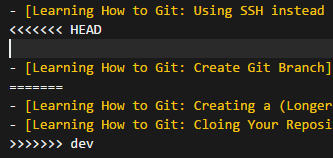 - [Learning How to Git: Using SSH instead
<<<<<<< HEAD
- [Learning How to Git: Create Git Branch]
=======
- [Learning How to Git: Creating a (Longer
- [Learning How to Git: Cloing Your Reposi
>>>>>>> dev